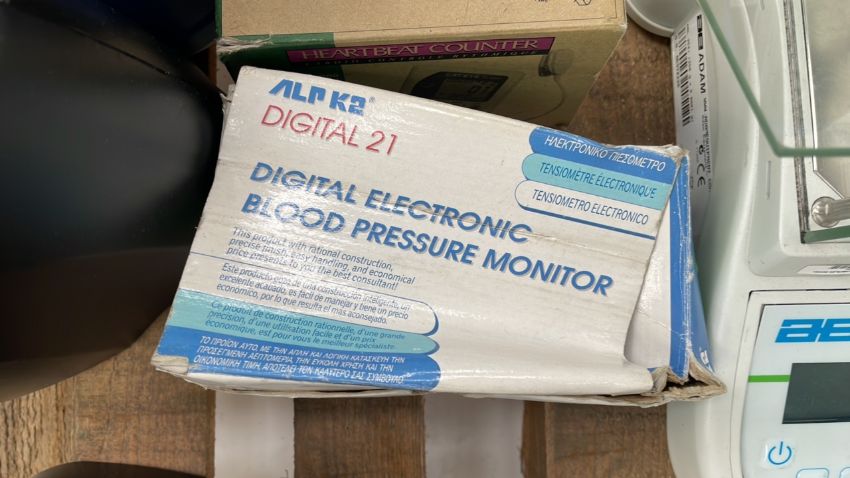 HEARTBEAT COUNTER
ALPK2®
DIGITAL 21
DIGITAL ELECTRONIC
BLOOD PRESSURE MONITOR
ΗΛΕΚΤΡΟΝΙΚΟ ΠΙΕΣΟΜΕΤΡΟ
TENSIOMÈTRE ÉLECTRONIQUE
TENSIOMETRO ELECTRONICO
This product with rational construction,
precise finish, easy handling, and economical
price presents to you the best consultant!
Este producto goza de una construcción inteligente, un
excelente acabado, es fácil de manejar y tiene un precio
económico, por lo que resulta el más aconsejado.
Ce produit de construction rationnelle, d'une grande
précision, d'une utilisation facile et d'un prix
économique, est pour vous le meilleur spécialiste.
ΤΟ ΠΡΟΪΟΝ ΑΥΤΟ ΜΕ ΤΗΝ ΑΠΛΗ ΚΑΙ ΛΟΓΙΚΗ ΚΑΤΑΣΚΕΥΗ ΤΗΝ
ΠΡΟΣΕΓΜΕΝΗ ΛΕΠΤΟΜΕΡΙΑ ΤΗΝ ΕΥΚΟΛΗ ΧΡΗΣΗ ΚΑΙ ΤΗΝ
ΟΙΚΟΝΟΜΙΚΗ ΤΙΜΗ ΑΠΟΤΕΛΕΙ ΤΟΝ ΚΑΛΥΤΕΡΟ ΣΑΣ ΣΥΜΒΟΥΛΟ
ADAM
CE